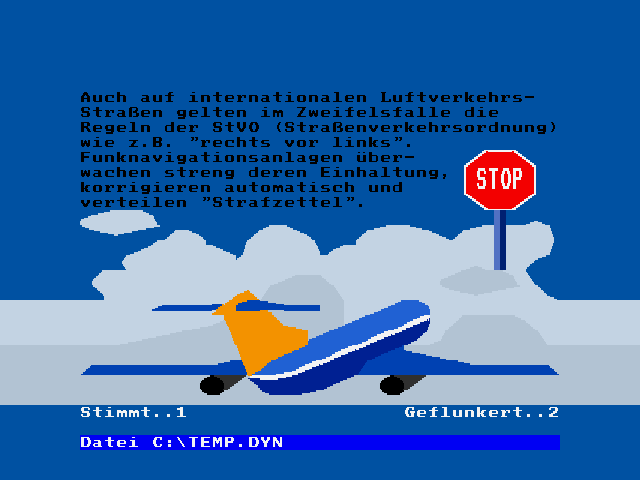 Auch auf internationalen Luftverkehrs-
Straßen gelten im Zweifelsfalle die
Regeln der StVO (Straßenverkehrsordnung)
wie z.B. "rechts vor links".
Funknavigationsanlagen über-
wachen streng deren Einhaltung,
korrigieren automatisch und
verteilen "Strafzettel".
STOP
Stimmt..1 Geflunkert..2
Datei C:\TEMP.DYN